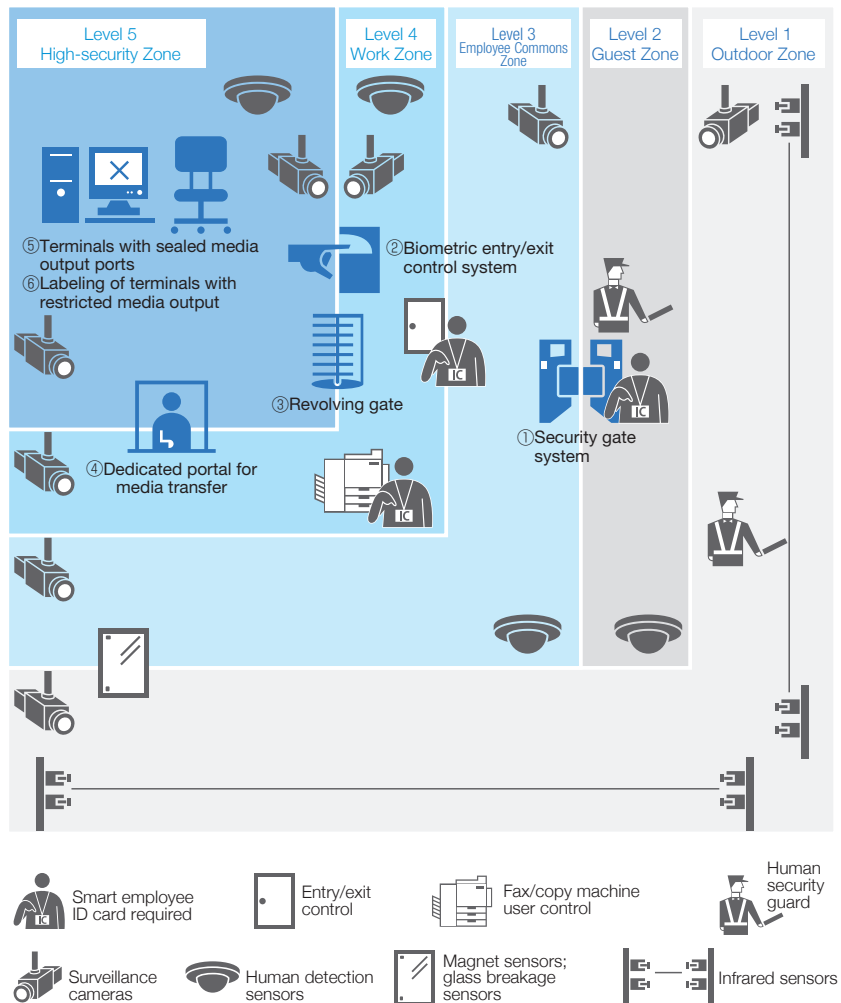 Level 5
High-security Zone
Level 4
Work Zone
Level 3
Employee Commons
Zone
Level 2
Guest Zone
Level 1
Outdoor Zone
⑤Terminals with sealed media
output ports
⑥Labeling of terminals with
restricted media output
②Biometric entry/exit
control system
IC
③Revolving gate
IC
①Security gate
system
④Dedicated portal for
media transfer
IC
IC
Smart employee
ID card required
Entry/exit
control
Fax/copy machine
user control
Human
security
guard
Surveillance
cameras
Human detection
sensors
Magnet sensors;
glass breakage
sensors
Infrared sensors